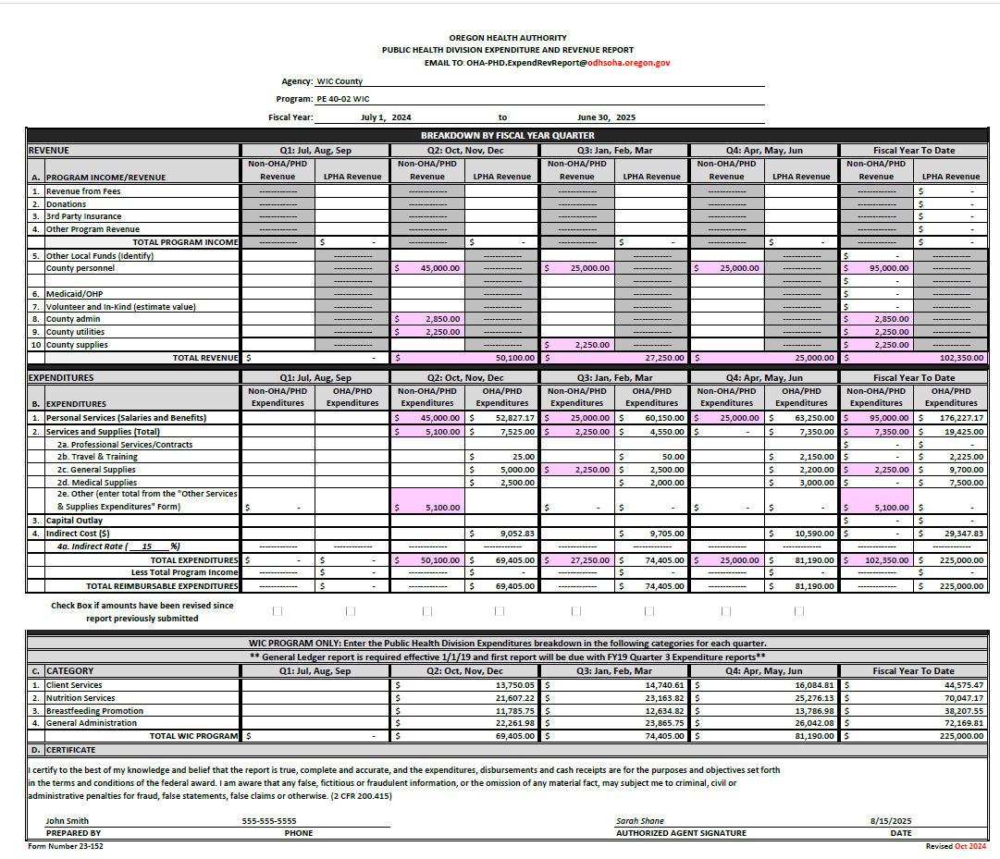 OREGON HEALTH AUTHORITY
PUBLIC HEALTH DIVISION EXPENDITURE AND REVENUE REPORT
EMAIL TO: OHA-PHD.ExpendRevReport@odhsoha.oregon.gov
Agency: WIC County
Program: PE 40-02 WIC
Fiscal Year: July 1, 2024 to June 30, 2025
BREAKDOWN BY FISCAL YEAR QUARTER
REVENUE Q1: Jul, Aug, Sep Q2: Oct, Nov, Dec Q3: Jan, Feb, Mar Q4: Apr, May, Jun Fiscal Year To Date
Non-OHA/PHD Non-OHA/PHD Non-OHA/PHD Non-OHA/PHD Non-OHA/PHD
A. PROGRAM INCOME/REVENUE Revenue LPHA Revenue Revenue LPHA Revenue Revenue LPHA Revenue Revenue LPHA Revenue Revenue LPHA Revenue
1. Revenue from Fees ------------ ------------ ------------ ------------ ------------ $ -
2. Donations ------------ ------------ ------------ ------------ ------------ $ -
3. 3rd Party Insurance ------------ ------------ ------------ ------------ ------------ $ -
4. Other Program Revenue ------------ ------------ ------------ ------------ ------------ $ -
TOTAL PROGRAM INCOME ------------ $ - ------------ $ - ------------ $ - ------------ $ - ------------ $ -
5. Other Local Funds (Identify) ------------ ------------ ------------ ------------ $ - ------------
County personnel ------------ $ 45,000.00 ------------ $ 25,000.00 ------------ $ 25,000.00 ------------ $ 95,000.00 ------------
------------ ------------ ------------ ------------ $ - ------------
6. Medicaid/OHP ------------ ------------ ------------ ------------ $ - ------------
7. Volunteer and In-Kind (estimate value) ------------ ------------ ------------ ------------ $ - ------------
8. County admin ------------ $ 2,850.00 ------------ ------------ ------------ $ 2,850.00 ------------
9. County utilities ------------ $ 2,250.00 ------------ ------------ ------------ $ 2,250.00 ------------
10 County supplies ------------ ------------ $ 2,250.00 ------------ ------------ $ 2,250.00 ------------
TOTAL REVENUE $ - $ 50,100.00 $ 27,250.00 $ 25,000.00 $ 102,350.00
EXPENDITURES Q1: Jul, Aug, Sep Q2: Oct, Nov, Dec Q3: Jan, Feb, Mar Q4: Apr, May, Jun Fiscal Year To Date
Non-OHA/PHD OHA/PHD Non-OHA/PHD OHA/PHD Non-OHA/PHD OHA/PHD Non-OHA/PHD OHA/PHD Non-OHA/PHD OHA/PHD
B. EXPENDITURES Expenditures Expenditures Expenditures Expenditures Expenditures Expenditures Expenditures Expenditures Expenditures Expenditures
1. Personal Services (Salaries and Benefits) $ 45,000.00 $ 52,827.17 $ 25,000.00 $ 60,150.00 $ 25,000.00 $ 63,250.00 $ 95,000.00 $ 176,227.17
2. Services and Supplies (Total) $ 5,100.00 $ 7,525.00 $ 2,250.00 $ 4,550.00 $ - $ 7,350.00 $ 7,350.00 $ 19,425.00
2a. Professional Services/Contracts $ - $ -
2b. Travel & Training $ 25.00 $ 50.00 $ 2,150.00 $ - $ 2,225.00
2c. General Supplies $ 5,000.00 $ 2,250.00 $ 2,500.00 $ 2,200.00 $ 2,250.00 $ 9,700.00
2d. Medical Supplies $ 2,500.00 $ 2,000.00 $ 3,000.00 $ - $ 7,500.00
2e. Other (enter total from the "Other Services
& Supplies Expenditures" Form) $ - $ 5,100.00 $ - $ - $ - $ - $ 5,100.00 $ -
3. Capital Outlay $ - $ -
4. Indirect Cost ($) $ 9,052.83 $ 9,705.00 $ 10,590.00 $ - $ 29,347.83
4a. Indirect Rate ( 15 %) ------------ ------------ ------------ ------------ ------------ ------------ ------------ ------------ ------------ ------------
TOTAL EXPENDITURES $ - $ - $ 50,100.00 $ 69,405.00 $ 27,250.00 $ 74,405.00 $ 25,000.00 $ 81,190.00 $ 102,350.00 $ 225,000.00
Less Total Program Income ------------ $ - ------------ $ - ------------ $ - ------------ $ - ------------ $ -
TOTAL REIMBURSABLE EXPENDITURES ------------ $ - ------------ $ 69,405.00 ------------ $ 74,405.00 ------------ $ 81,190.00 ------------ $ 225,000.00
Check Box if amounts have been revised since
report previously submitted
WIC PROGRAM ONLY: Enter the Public Health Division Expenditures breakdown in the following categories for each quarter.
** General Ledger report is required effective 1/1/19 and first report will be due with FY19 Quarter 3 Expenditure reports**
C. CATEGORY Q1: Jul, Aug, Sep Q2: Oct, Nov, Dec Q3: Jan, Feb, Mar Q4: Apr, May, Jun Fiscal Year To Date
1. Client Services $ 13,750.05 $ 14,740.61 $ 16,084.81 $ 44,575.47
2. Nutrition Services $ 21,607.22 $ 23,163.82 $ 25,276.13 $ 70,047.17
3. Breastfeeding Promotion $ 11,785.75 $ 12,634.82 $ 13,786.98 $ 38,207.55
4. General Administration $ 22,261.98 $ 23,865.75 $ 26,042.08 $ 72,169.81
TOTAL WIC PROGRAM $ - $ 69,405.00 $ 74,405.00 $ 81,190.00 $ 225,000.00
D. CERTIFICATE
I certify to the best of my knowledge and belief that the report is true, complete and accurate, and the expenditures, disbursements and cash receipts are for the purposes and objectives set forth
in the terms and conditions of the federal award. I am aware that any false, fictitious or fraudulent information, or the omission of any material fact, may subject me to criminal, civil or
administrative penalties for fraud, false statements, false claims or otherwise. (2 CFR 200.415)
John Smith 555-555-5555 Sarah Shane 8/15/2025
PREPARED BY PHONE AUTHORIZED AGENT SIGNATURE DATE
Form Number 23-152 Revised Oct 2024